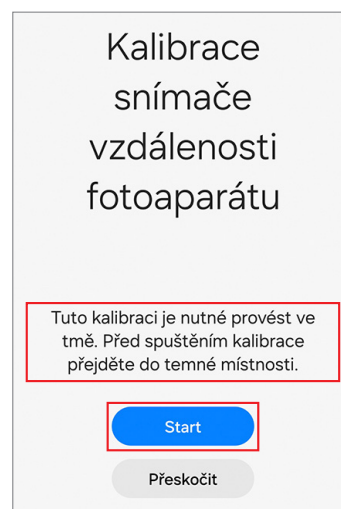 Kalibrace
snímače
vzdálenosti
fotoaparátu
Tuto kalibraci je nutné provést ve
tmě. Před spuštěním kalibrace
přejděte do temné místnosti.
Start
Přeskočit